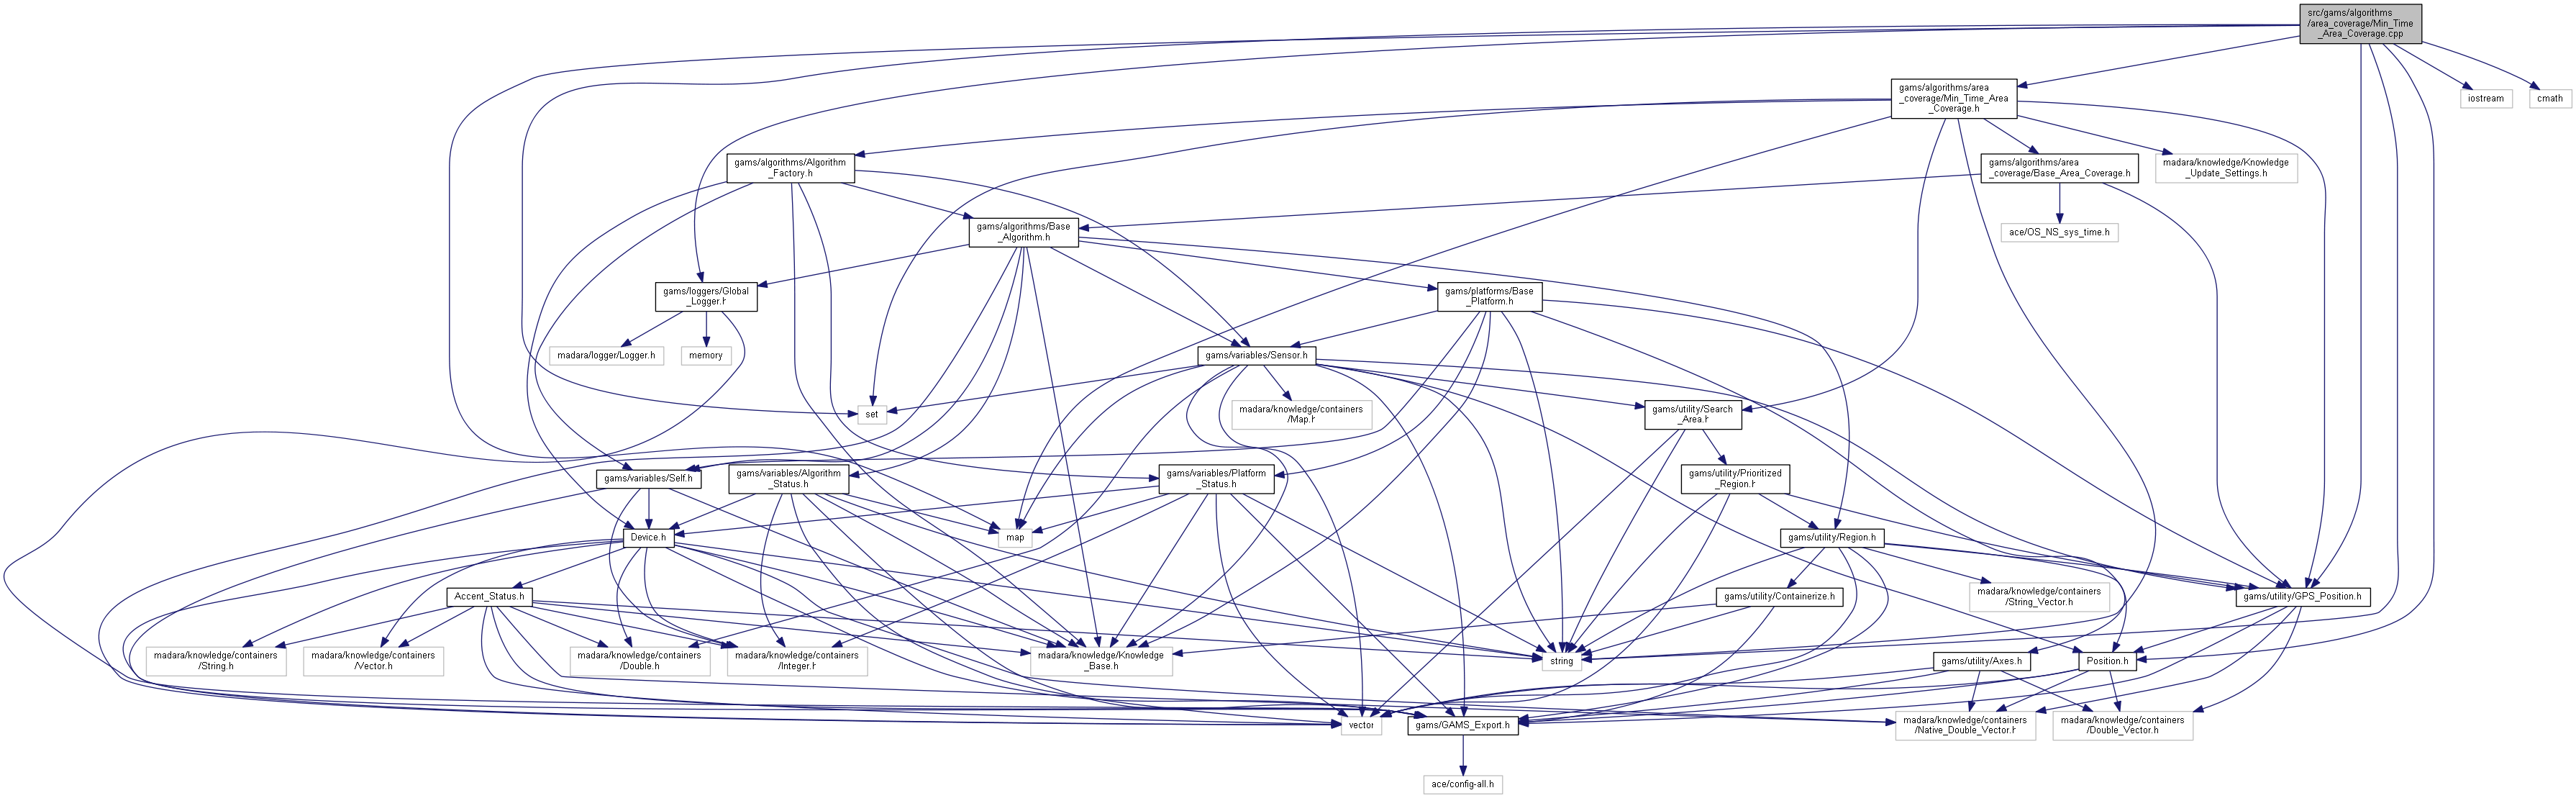 src/gams/algorithms
/area_coverage/Min_Time
_Area_Coverage.cpp
gams/algorithms/area
_coverage/Min_Time_Area
_Coverage.h
iostream
cmath
gams/algorithms/Algorithm
_Factory.h
gams/algorithms/area
_coverage/Base_Area_Coverage.h
madara/knowledge/Knowledge
_Update_Settings.h
gams/algorithms/Base
_Algorithm.h
ace/OS_NS_sys_time.h
gams/loggers/Global
_Logger.h
gams/platforms/Base
_Platform.h
madara/logger/Logger.h
memory
gams/variables/Sensor.h
set
madara/knowledge/containers
/Map.h
gams/utility/Search
_Area.h
gams/variables/Self.h
gams/variables/Algorithm
_Status.h
gams/variables/Platform
_Status.h
gams/utility/Prioritized
_Region.h
Device.h
map
gams/utility/Region.h
Accent_Status.h
gams/utility/Containerize.h
madara/knowledge/containers
/String_Vector.h
gams/utility/GPS_Position.h
madara/knowledge/containers
/String.h
madara/knowledge/containers
/Vector.h
madara/knowledge/containers
/Double.h
madara/knowledge/containers
/Integer.h
madara/knowledge/Knowledge
_Base.h
string
gams/utility/Axes.h
Position.h
vector
gams/GAMS_Export.h
madara/knowledge/containers
/Native_Double_Vector.h
madara/knowledge/containers
/Double_Vector.h
ace/config-all.h